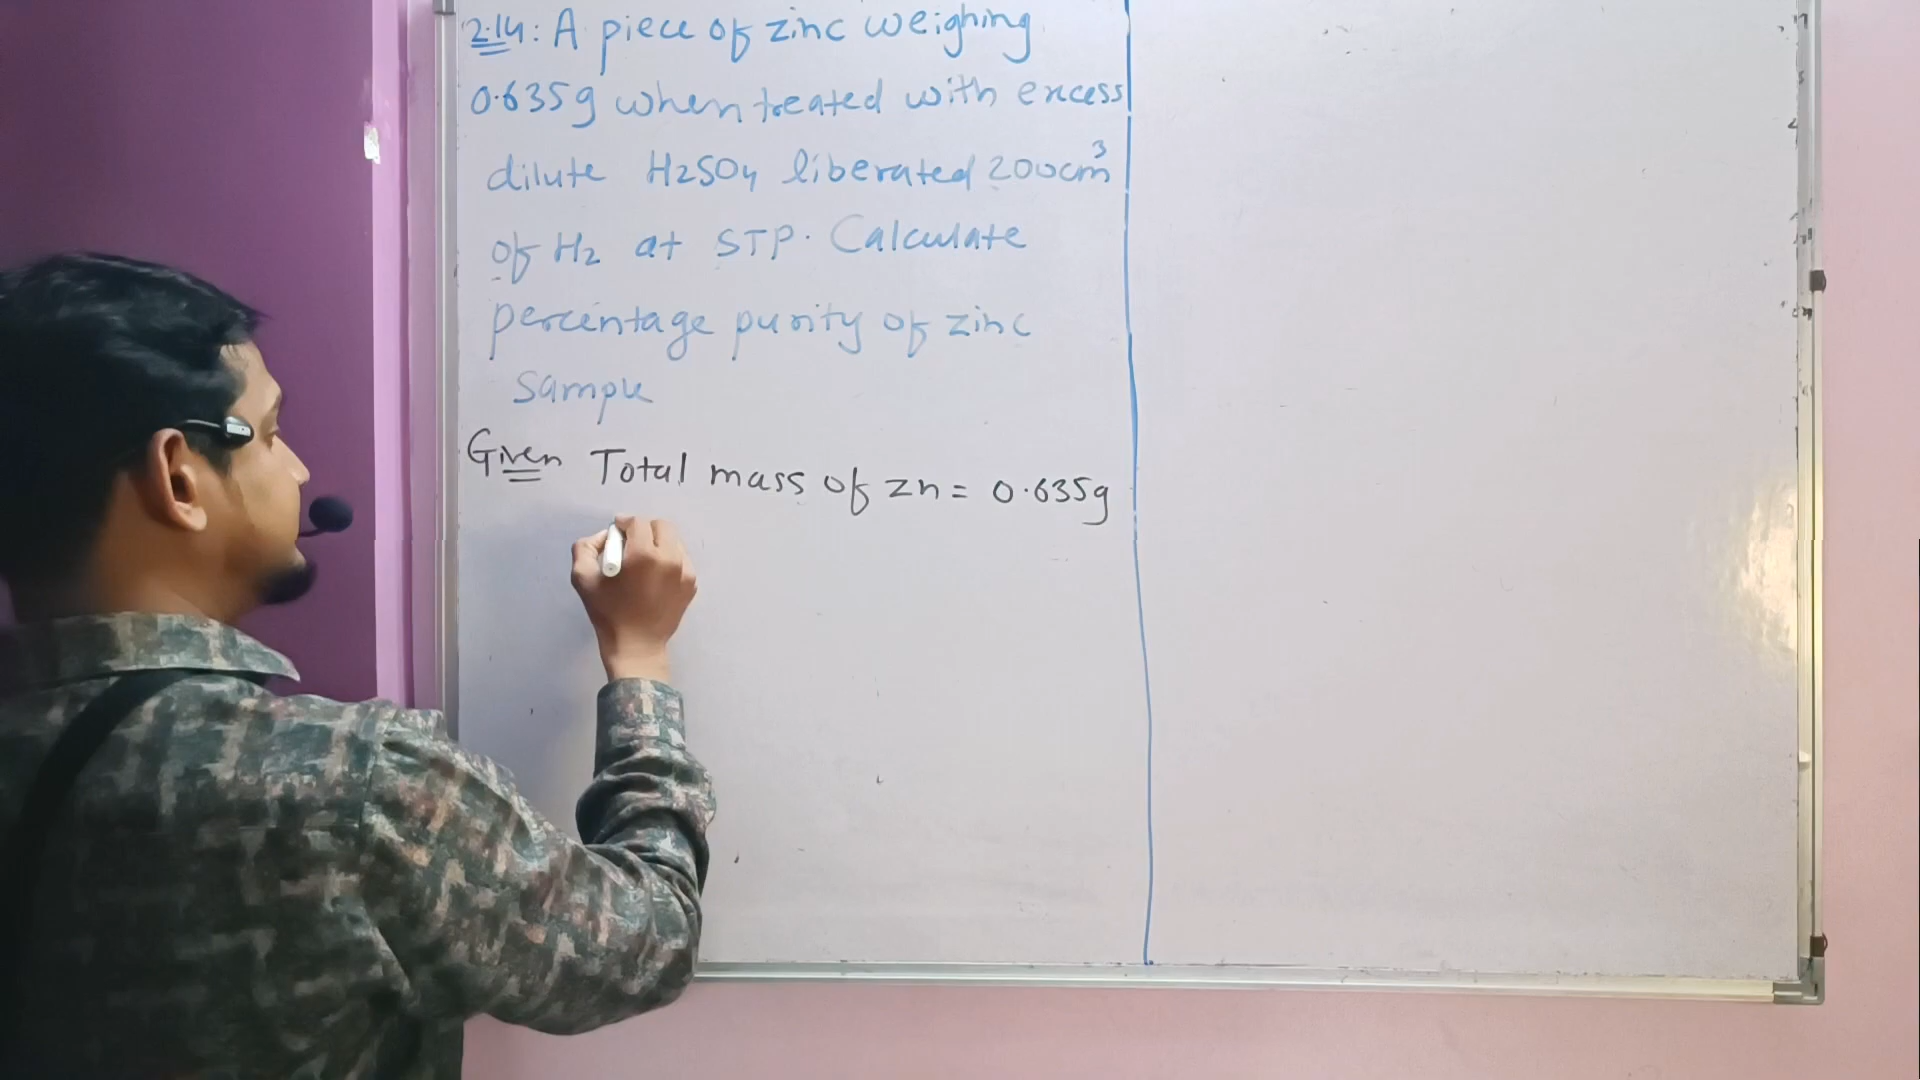 2.14: A piece of zinc weighing
0.635g when treated with excess
dilute H2SO4 liberated 200cm³
of H2 at STP. Calculate
percentage purity of zinc
sample
Given Total mass of zn = 0.635g